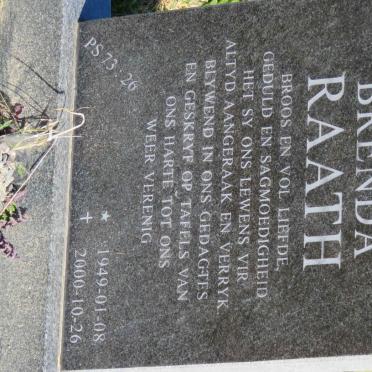 BRENDA
RAATH
BROOS EN VOL LIEFDE,
GEDULD EN SAGMOEDIGHEID
HET SY ONS LEWENS VIR
ALTYD AANGERAAK EN VERRYK
BLYWEND IN ONS GEDAGTES
EN GESKRYF OP TAFELS VAN
ONS HARTE TOT ONS
WEER VERENIG
★ 1949-01-08
✝ 2000-10-26
PS 73 : 26